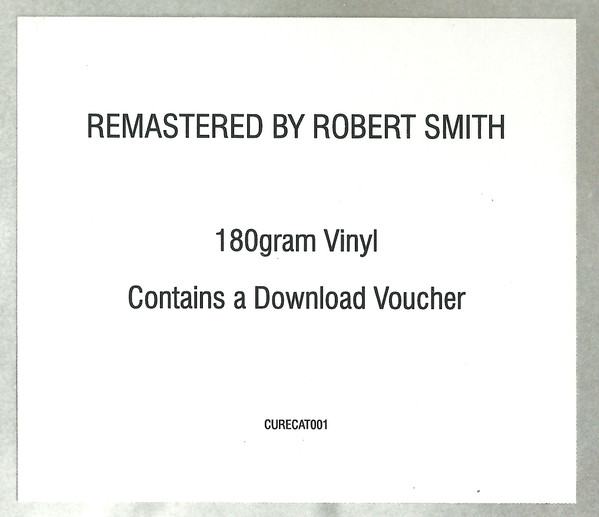 REMASTERED BY ROBERT SMITH
180gram Vinyl
Contains a Download Voucher
CURECAT001